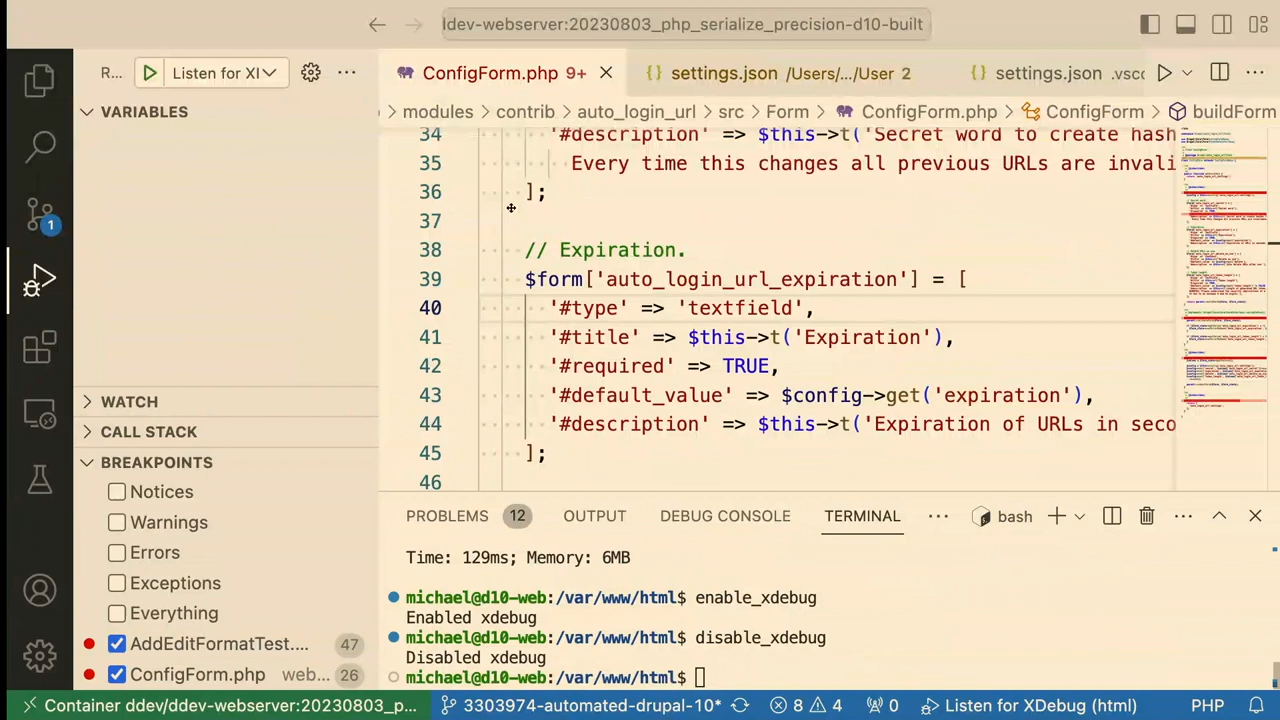 ldev-webserver:20230803_php_serialize_precision-d10-built
R... Listen for XI
ConfigForm.php 9+
settings.json /Users/.../User 2
settings.json .vscc
modules > contrib > auto_login_url > src > Form > ConfigForm.php > ConfigForm > buildForm
VARIABLES
34 '#description' => $this->t('Secret word to create hash
35 Every time this changes all previous URLs are invali
36 ];
37
38 // Expiration.
39 $form['auto_login_url_expiration'] = [
40 '#type' => 'textfield',
41 '#title' => $this->t('Expiration'),
42 '#required' => TRUE,
43 '#default_value' => $config->get('expiration'),
44 '#description' => $this->t('Expiration of URLs in seco
45 ];
46
WATCH
CALL STACK
BREAKPOINTS
Notices
Warnings
Errors
Exceptions
Everything
AddEditFormatTest.... 47
ConfigForm.php web... 26
1
PROBLEMS 12 OUTPUT DEBUG CONSOLE TERMINAL ... bash
Time: 129ms; Memory: 6MB
michael@d10-web:/var/www/html$ enable_xdebug
Enabled xdebug
michael@d10-web:/var/www/html$ disable_xdebug
Disabled xdebug
michael@d10-web:/var/www/html$
Container ddev/ddev-webserver:20230803_p... 3303974-automated-drupal-10* 8 4 0 Listen for XDebug (html) PHP